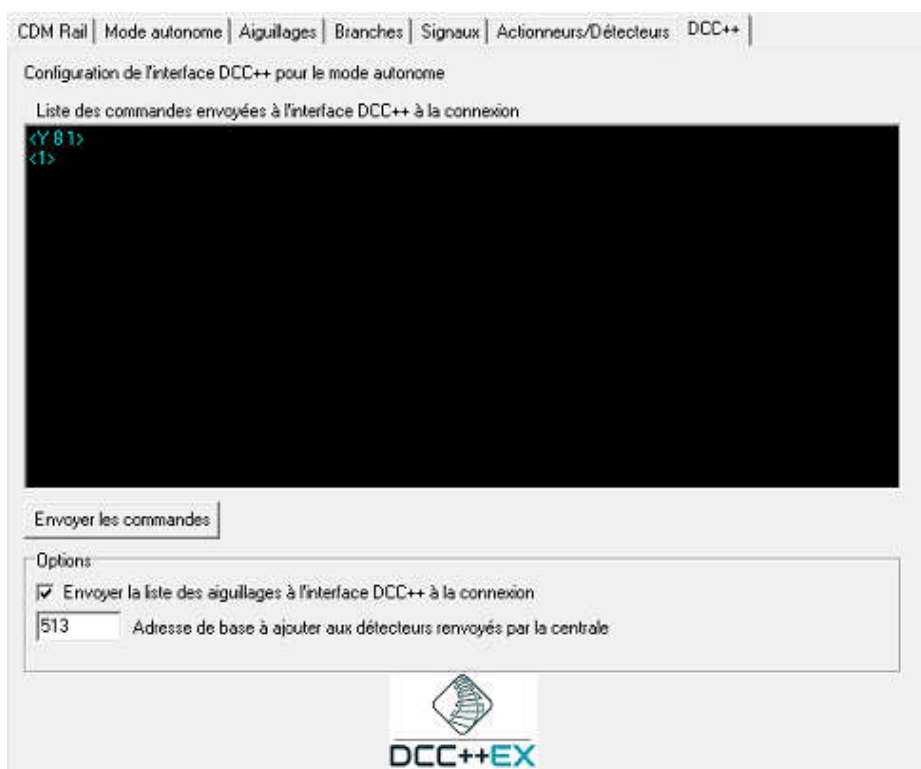 CDM Rail Mode autonome Aiguillages Branches Signaux Actionneurs/Détecteurs DCC++
Configuration de l'interface DCC++ pour le mode autonome
Liste des commandes envoyées à l'interface DCC++ à la connexion
<Y 8 1>
<1>
Envoyer les commandes
Options
Envoyer la liste des aiguillages à l'interface DCC++ à la connexion
513 Adresse de base à ajouter aux détecteurs renvoyés par la centrale
DCC++EX